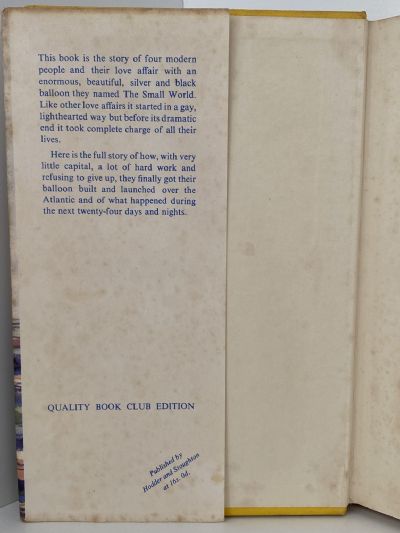 This book is the story of four modern
people and their love affair with an
enormous, beautiful, silver and black
balloon they named The Small World.
Like other love affairs it started in a gay,
lighthearted way but before its dramatic
end it took complete charge of all their
lives.
Here is the full story of how, with very
little capital, a lot of hard work and
refusing to give up, they finally got their
balloon built and launched over the
Atlantic and of what happened during
the next twenty-four days and nights.
QUALITY BOOK CLUB EDITION
Published by
Hodder and Stoughton
at 16s. 0d.